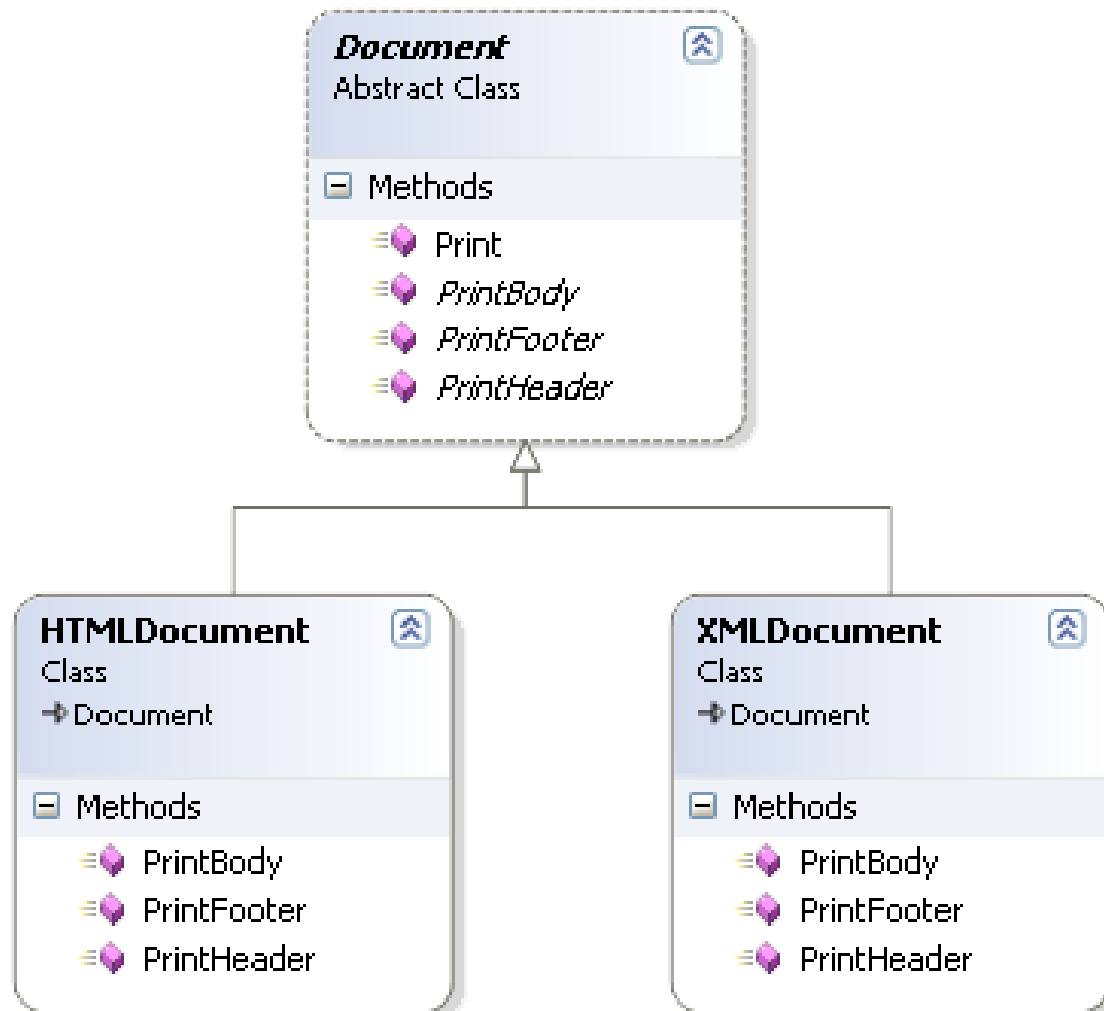 Document
Abstract Class
Methods
Print
PrintBody
PrintFooter
PrintHeader
HTMLDocument
Class
Document
Methods
PrintBody
PrintFooter
PrintHeader
XMLDocument
Class
Document
Methods
PrintBody
PrintFooter
PrintHeader